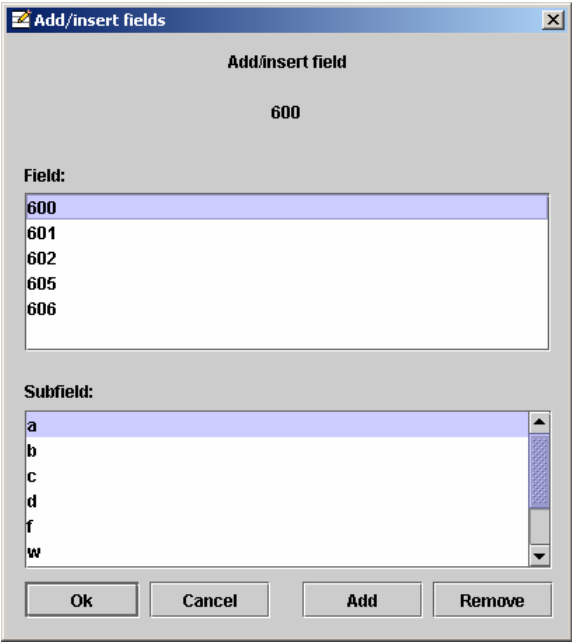 Add/insert fields
Add/insert field
600
Field:
600
601
602
605
606
Subfield:
a
b
c
d
f
w
Ok Cancel Add Remove